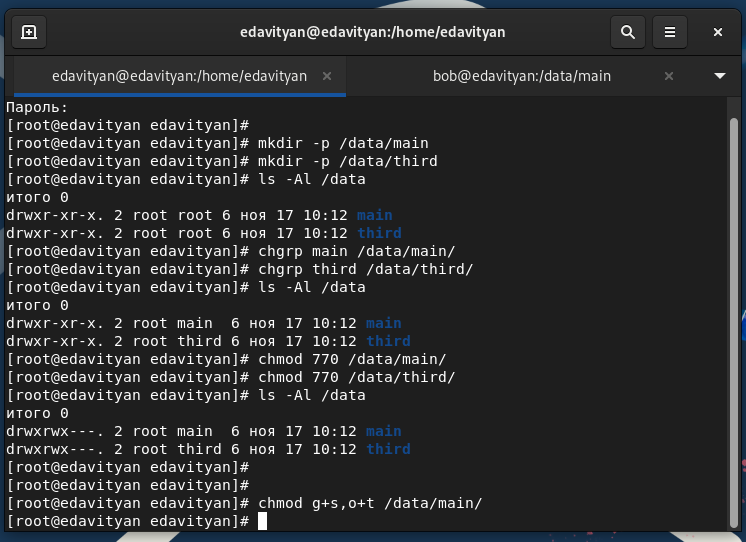 edavityan@edavityan:/home/edavityan
edavityan@edavityan:/home/edavityan
bob@edavityan:/data/main
Пароль:
[root@edavityan edavityan]#
[root@edavityan edavityan]# mkdir -p /data/main
[root@edavityan edavityan]# mkdir -p /data/third
[root@edavityan edavityan]# ls -Al /data
итого 0
drwxr-xr-x. 2 root root 6 ноя 17 10:12 main
drwxr-xr-x. 2 root root 6 ноя 17 10:12 third
[root@edavityan edavityan]# chgrp main /data/main/
[root@edavityan edavityan]# chgrp third /data/third/
[root@edavityan edavityan]# ls -Al /data
итого 0
drwxr-xr-x. 2 root main  6 ноя 17 10:12 main
drwxr-xr-x. 2 root third 6 ноя 17 10:12 third
[root@edavityan edavityan]# chmod 770 /data/main/
[root@edavityan edavityan]# chmod 770 /data/third/
[root@edavityan edavityan]# ls -Al /data
итого 0
drwxrwx---. 2 root main  6 ноя 17 10:12 main
drwxrwx---. 2 root third 6 ноя 17 10:12 third
[root@edavityan edavityan]#
[root@edavityan edavityan]#
[root@edavityan edavityan]# chmod g+s,o+t /data/main/
[root@edavityan edavityan]#